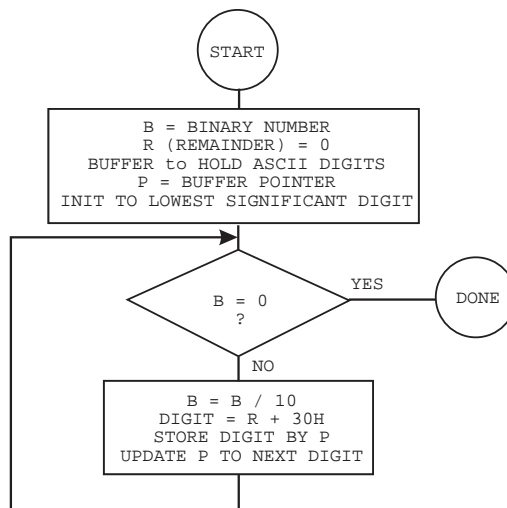 START
B = BINARY NUMBER
R (REMAINDER) = 0
BUFFER to HOLD ASCII DIGITS
P = BUFFER POINTER
INIT TO LOWEST SIGNIFICANT DIGIT
B = 0
?
YES
DONE
NO
B = B / 10
DIGIT = R + 30H
STORE DIGIT BY P
UPDATE P TO NEXT DIGIT